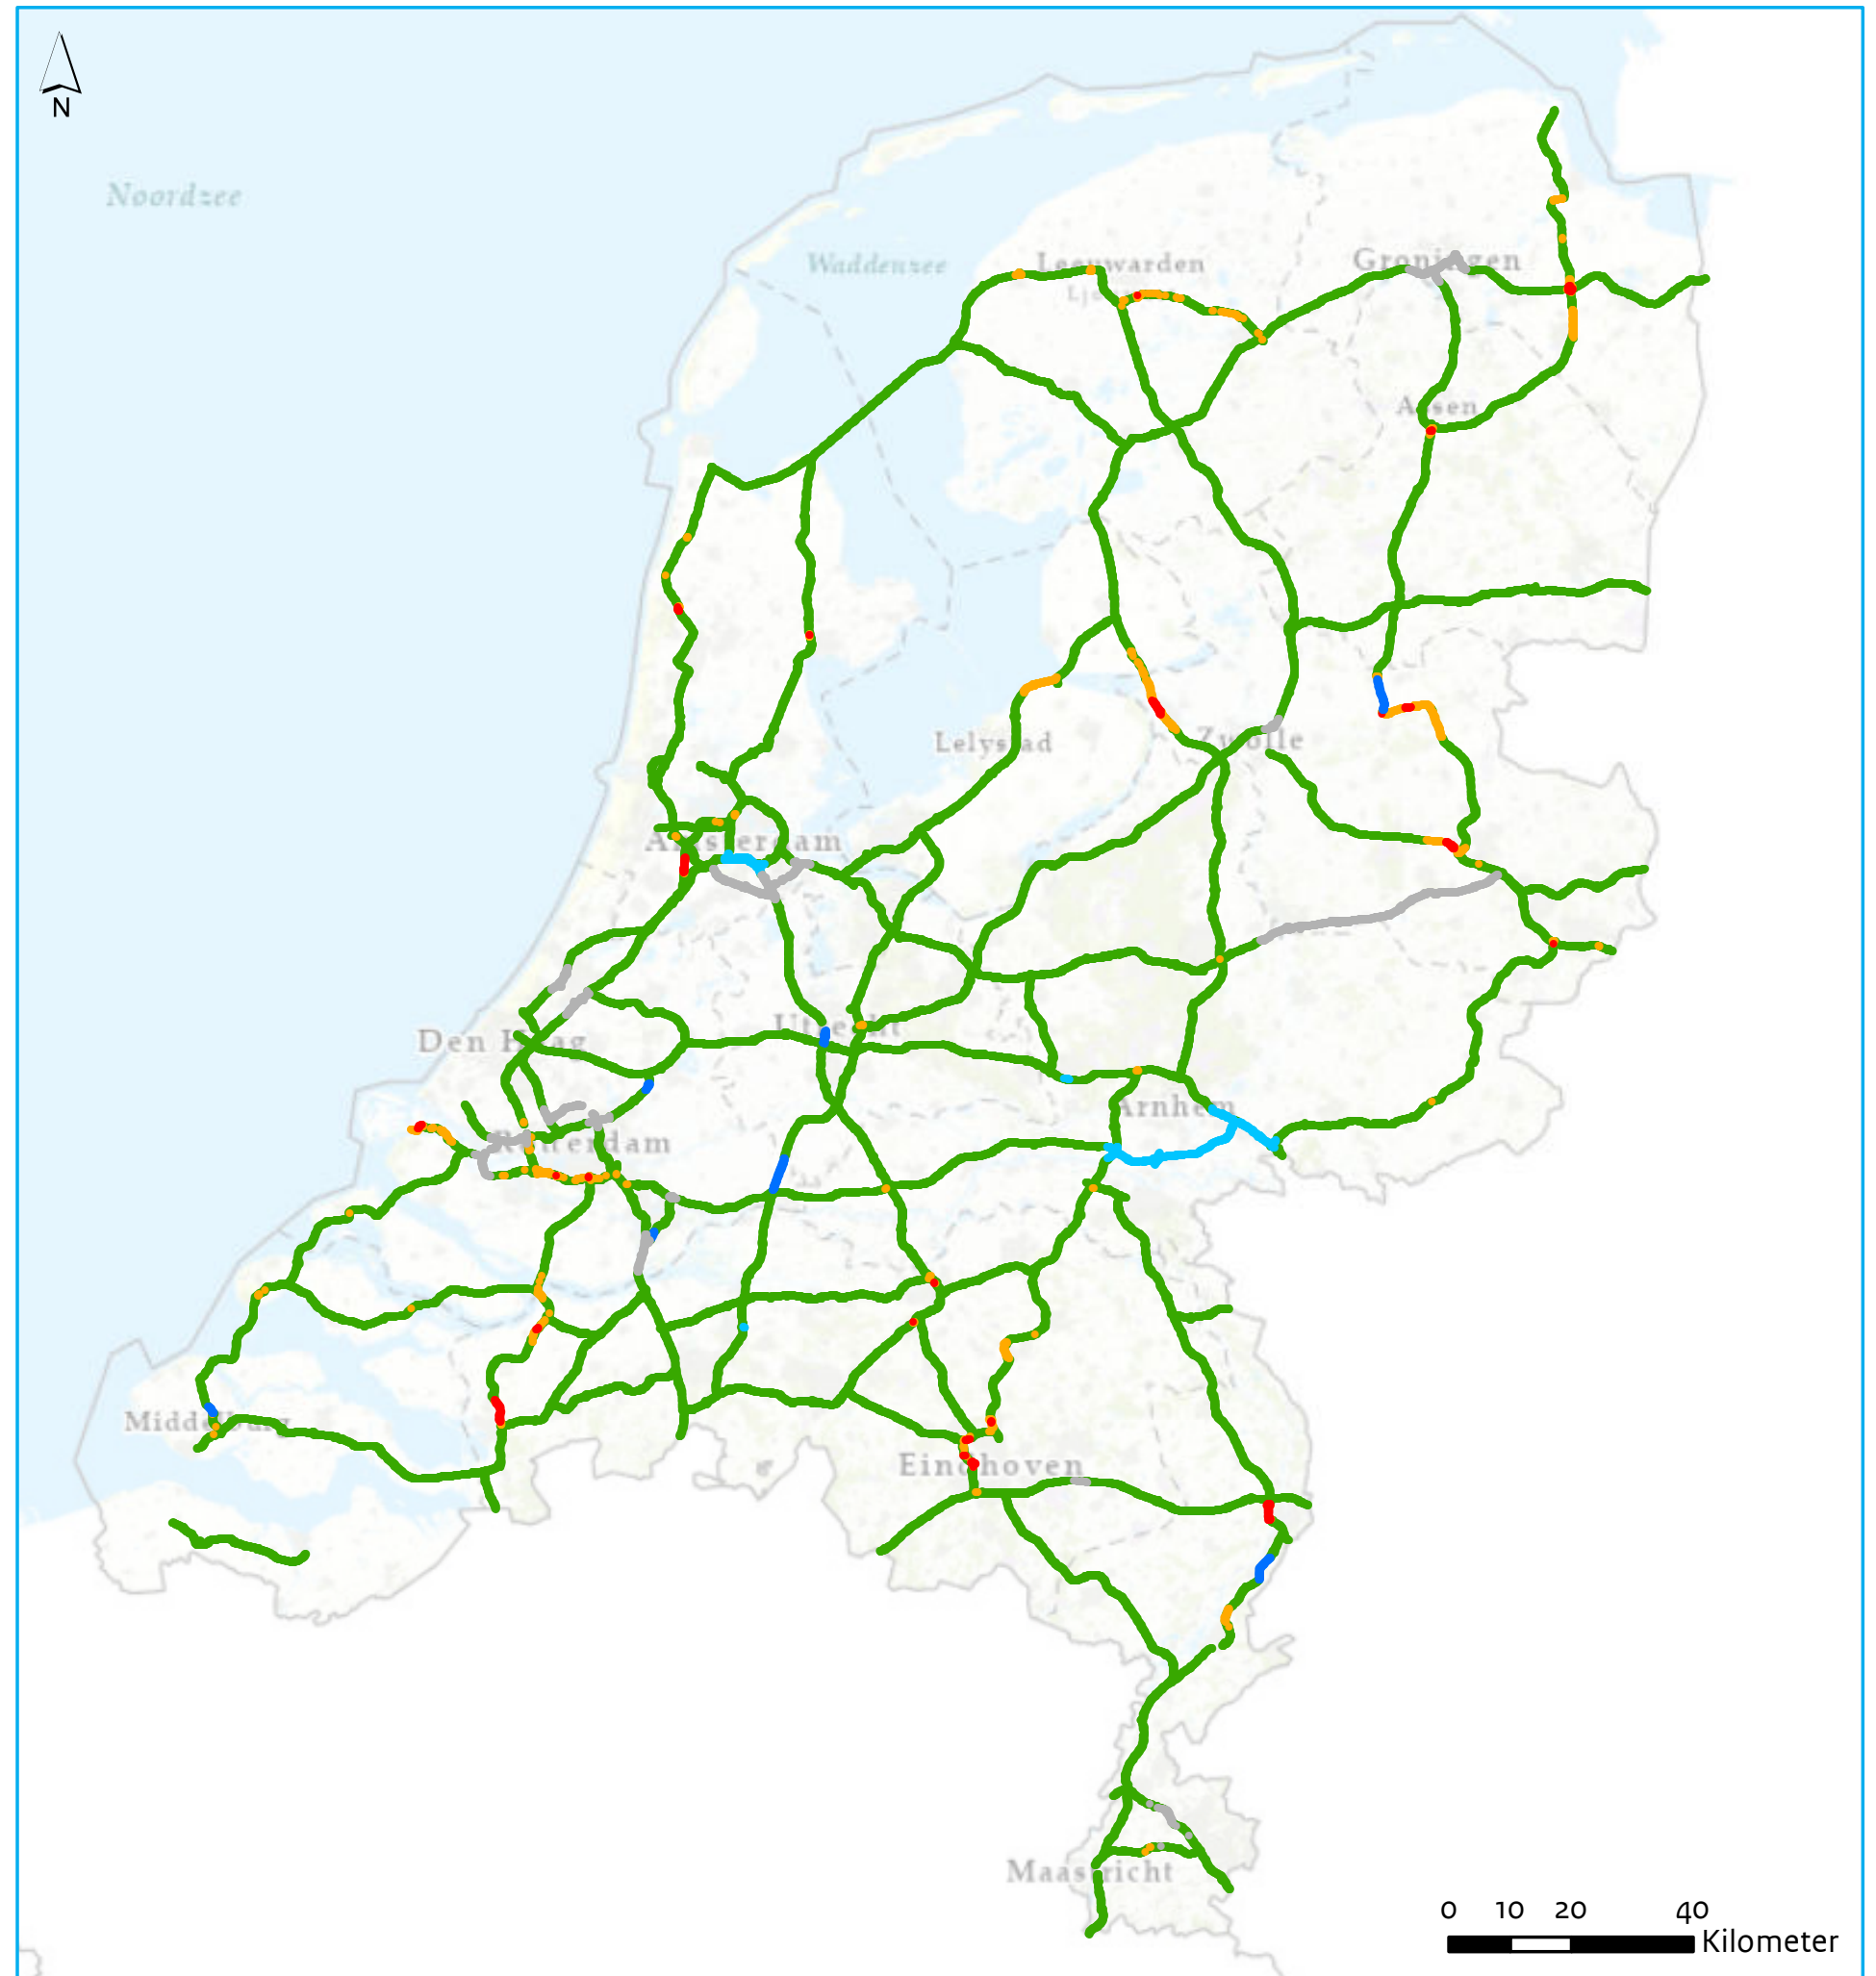 N
Noordzee
Waddenzee
Leeuwarden
Groningen
Assen
Lelystad
Zwolle
Amsterdam
Utrecht
Den Haag
Arnhem
Rotterdam
Middelburg
Eindhoven
Maastricht
0 10 20 40
Kilometer